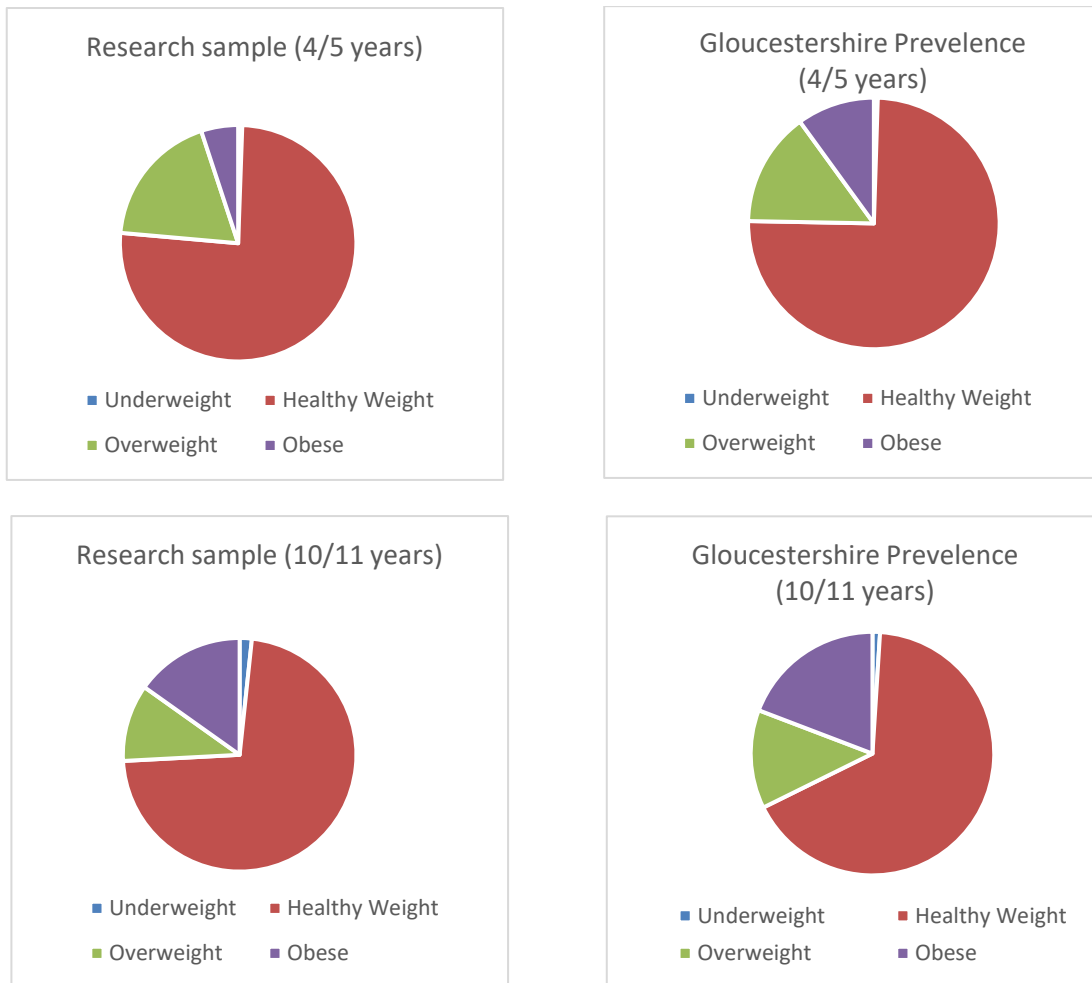 Research sample (4/5 years)
Underweight Healthy Weight
Overweight Obese
Gloucestershire Prevelence
(4/5 years)
Underweight Healthy Weight
Overweight Obese
Research sample (10/11 years)
Underweight Healthy Weight
Overweight Obese
Gloucestershire Prevelence
(10/11 years)
Underweight Healthy Weight
Overweight Obese